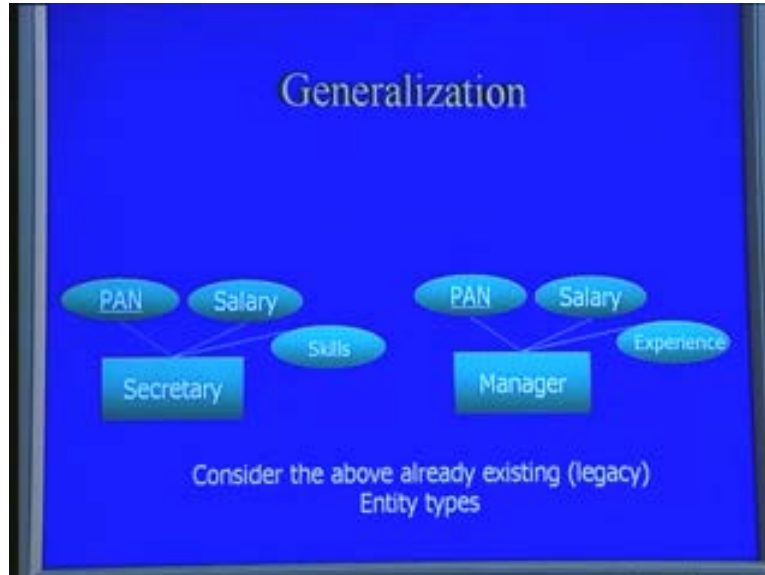 Generalization
PAN Salary PAN Salary
Skills Experience
Secretary Manager
Consider the above already existing (legacy)
Entity types